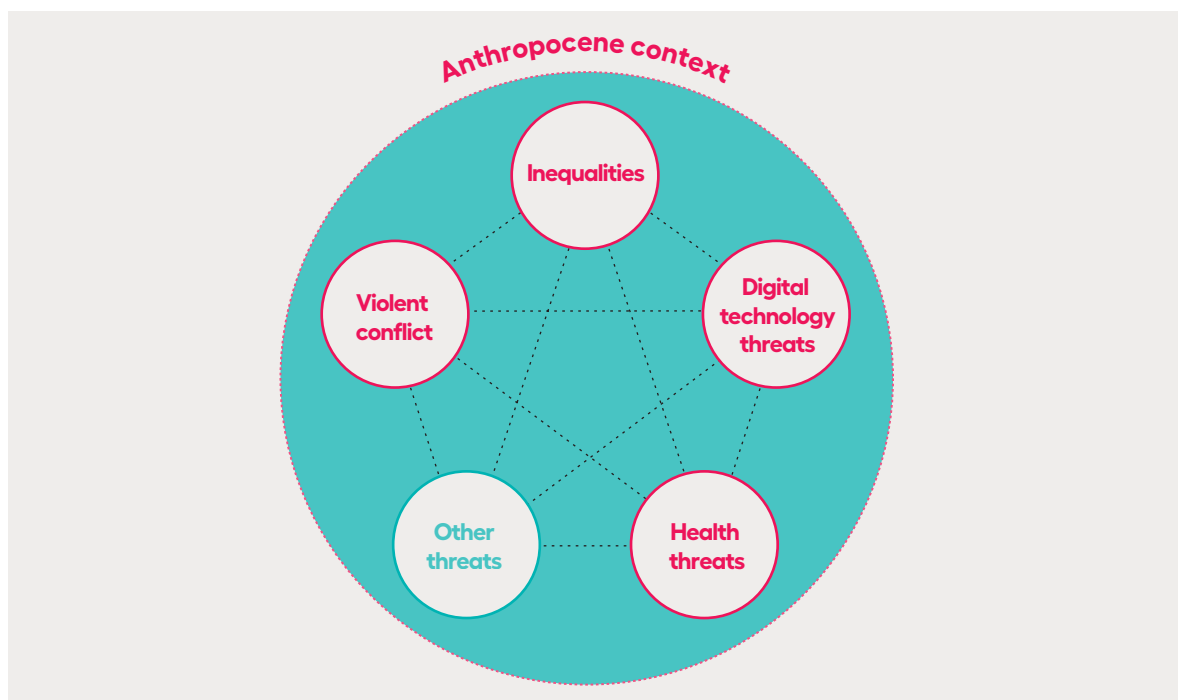 Anthropocene context
Inequalities
Violent
conflict
Digital
technology
threats
Other
threats
Health
threats